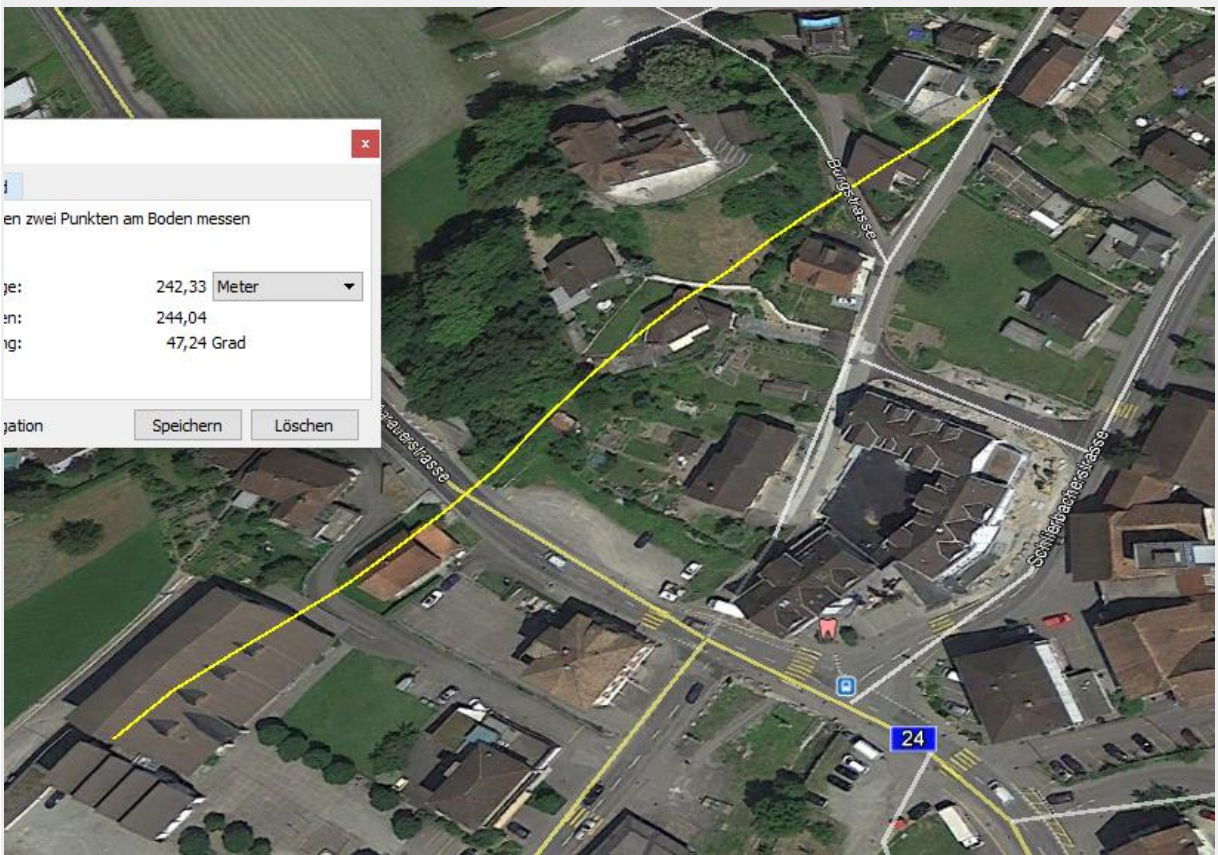 x
d
en zwei Punkten am Boden messen
ge: 242,33 Meter
en: 244,04
ng: 47,24 Grad
gation Speichern Löschen
Burgstrasse
arauerstrasse
Schlierbacherstrasse
24